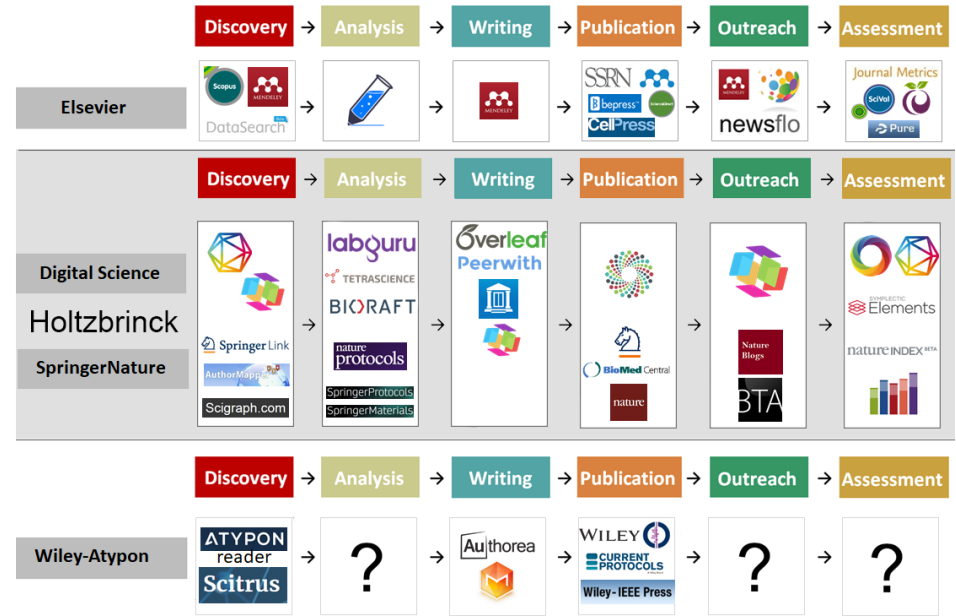 Discovery → Analysis → Writing → Publication → Outreach → Assessment
Elsevier
Scopus
MENDELEY
DataSearch
MENDELEY
SSRN
bepress
ScienceDirect
CellPress
MENDELEY
newsflo
Journal Metrics
SciVal
Pure
Discovery → Analysis → Writing → Publication → Outreach → Assessment
Digital Science
Holtzbrinck
SpringerNature
Springer Link
AuthorMapper
Scigraph.com
labguru
TETRASCIENCE
BIORAFT
nature
protocols
SpringerProtocols
SpringerMaterials
Overleaf
Peerwith
BioMed Central
nature
Nature
Blogs
BTA
SYMPLECTIC
Elements
nature INDEX BETA
Discovery → Analysis → Writing → Publication → Outreach → Assessment
Wiley-Atypon
ATYPON
reader
Scitrus
?
Authorea
WILEY
CURRENT
PROTOCOLS
Wiley-IEEE Press
?
?